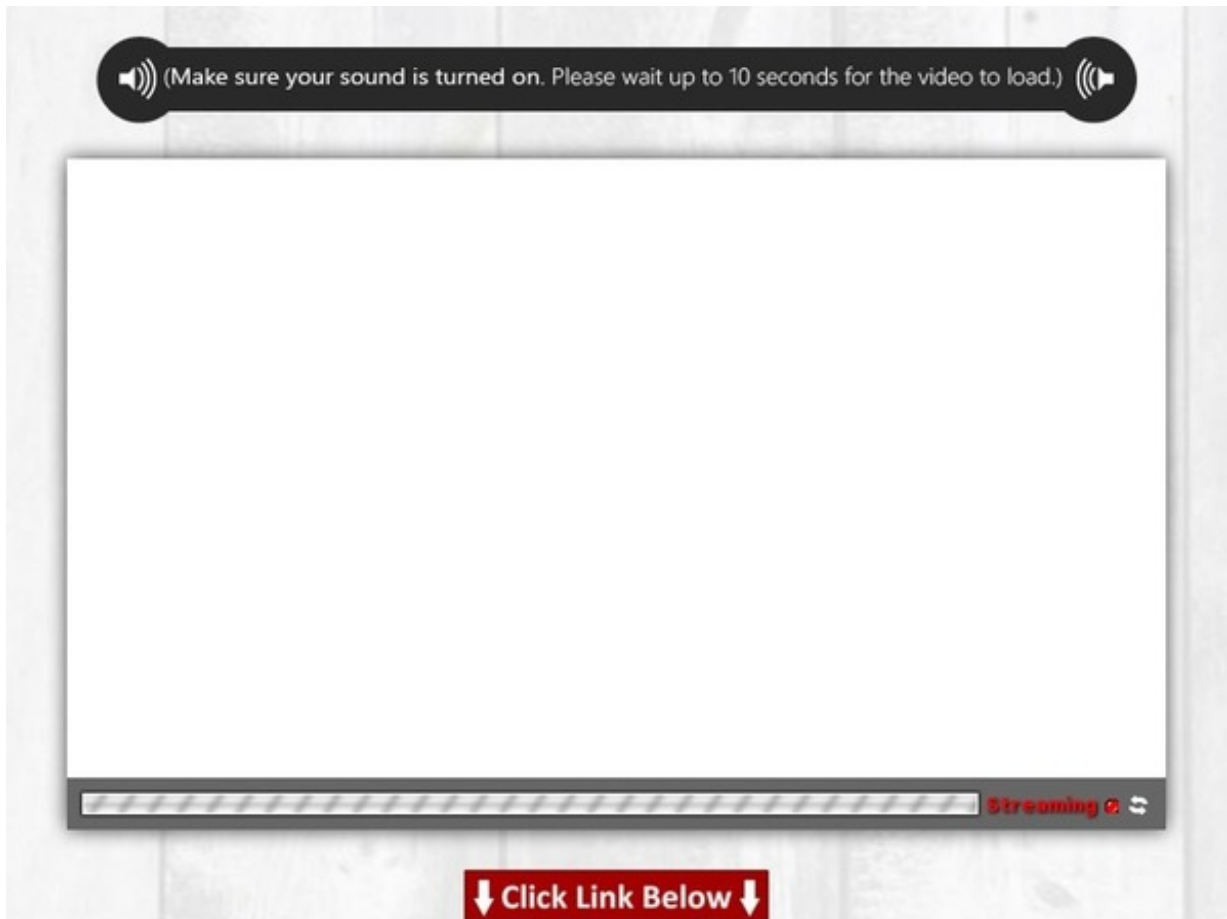 (Make sure your sound is turned on. Please wait up to 10 seconds for the video to load.)
Streaming
Click Link Below